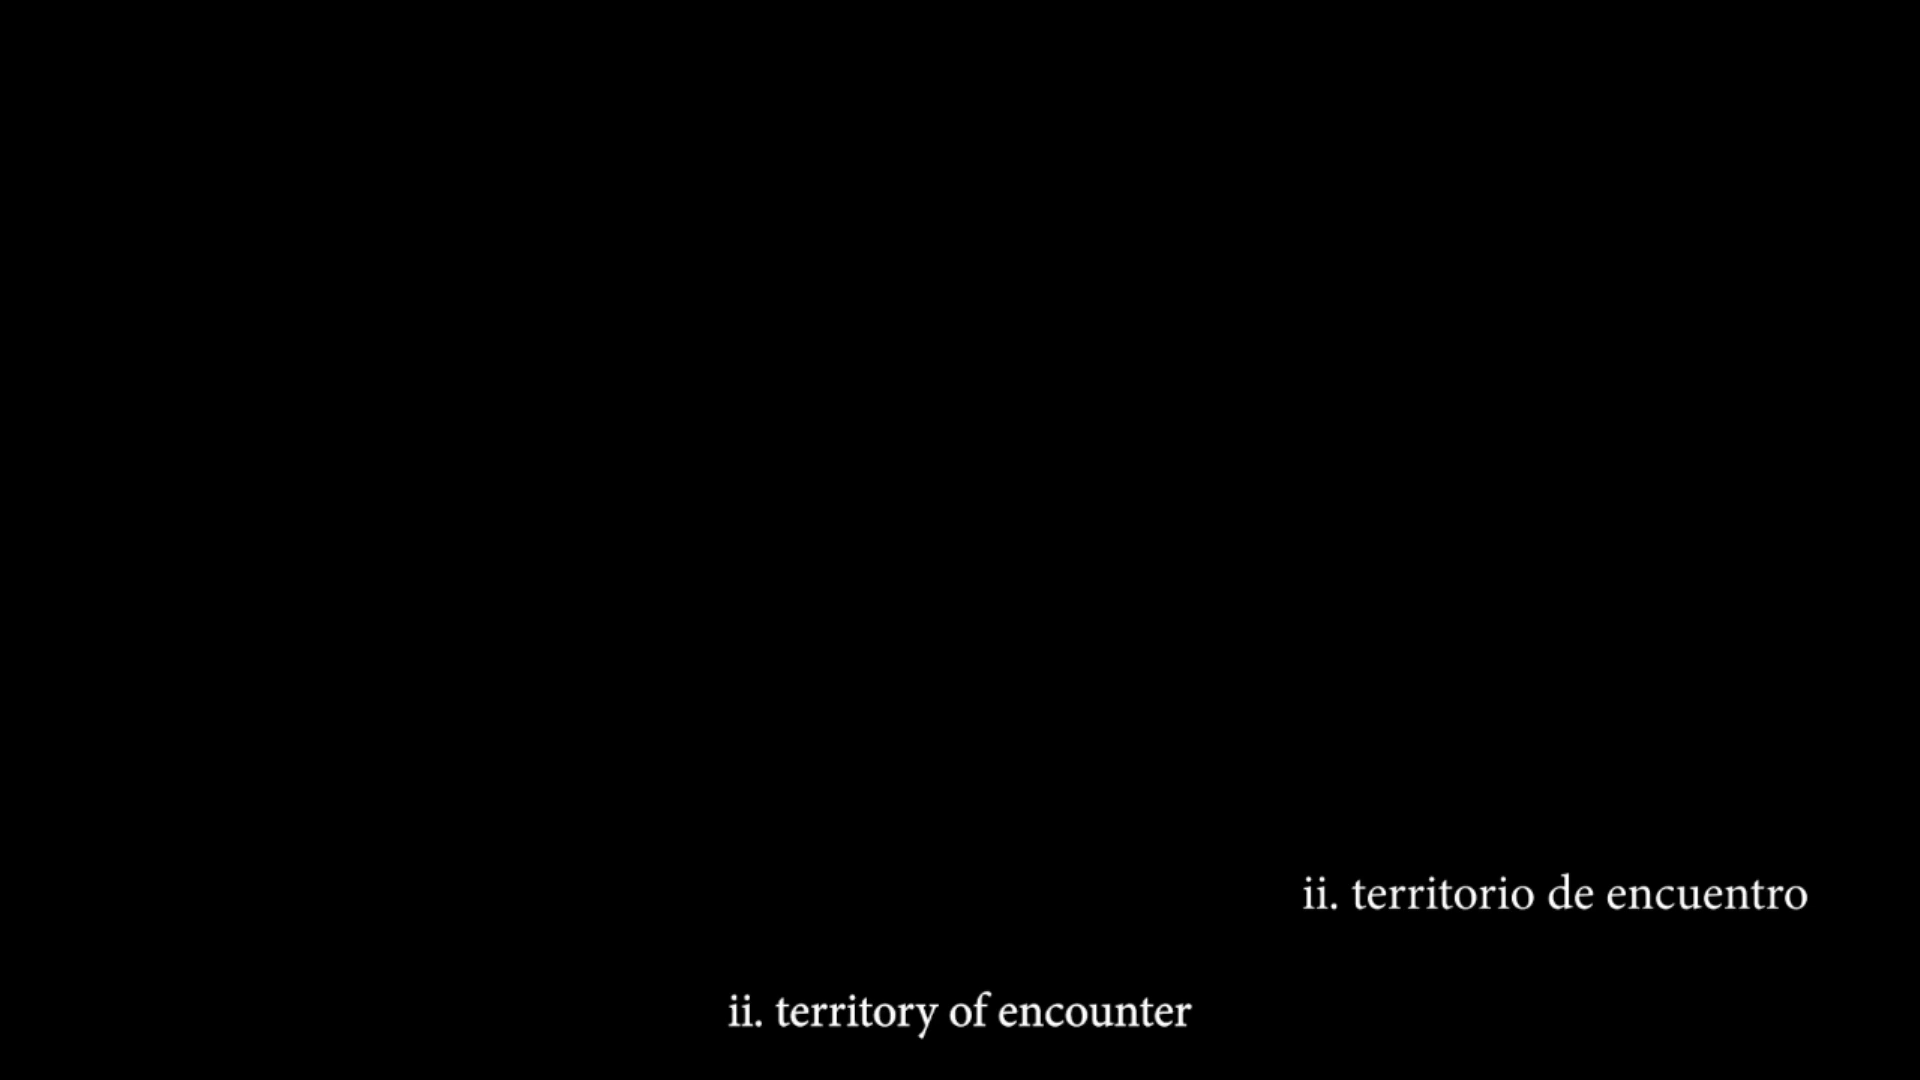 ii. territorio de encuentro
ii. territory of encounter